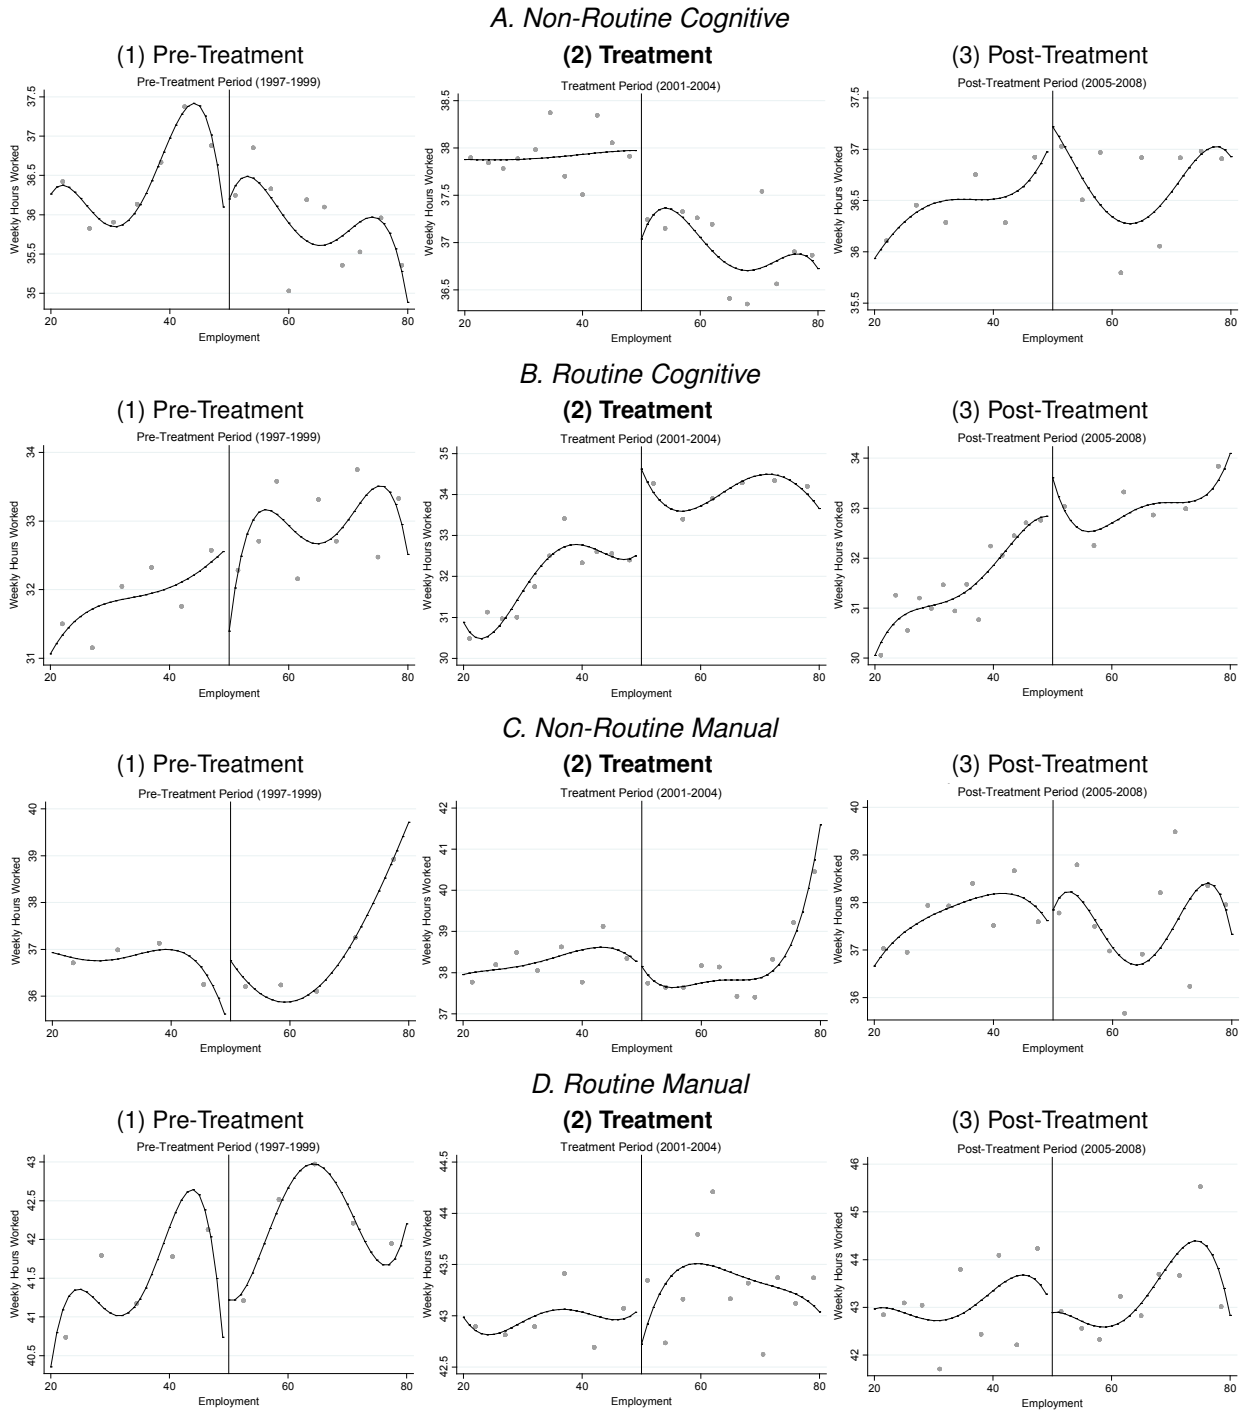 A. Non-Routine Cognitive
(1) Pre-Treatment
(2) Treatment
(3) Post-Treatment
Pre-Treatment Period (1997-1999)
Weekly Hours Worked
37.5
37
36.5
36
35.5
35
20 40 60 80
Employment
Treatment Period (2001-2004)
Weekly Hours Worked
38.5
38
37.5
37
36.5
20 40 60 80
Employment
Post-Treatment Period (2005-2008)
Weekly Hours Worked
37.5
37
36.5
36
35.5
20 40 60 80
Employment
B. Routine Cognitive
(1) Pre-Treatment
(2) Treatment
(3) Post-Treatment
Pre-Treatment Period (1997-1999)
Weekly Hours Worked
34
33
32
31
20 40 60 80
Employment
Treatment Period (2001-2004)
Weekly Hours Worked
35
34
33
32
31
30
20 40 60 80
Employment
Post-Treatment Period (2005-2008)
Weekly Hours Worked
34
33
32
31
30
20 40 60 80
Employment
C. Non-Routine Manual
(1) Pre-Treatment
(2) Treatment
(3) Post-Treatment
Pre-Treatment Period (1997-1999)
Weekly Hours Worked
40
39
38
37
36
20 40 60 80
Employment
Treatment Period (2001-2004)
Weekly Hours Worked
42
41
40
39
38
37
20 40 60 80
Employment
Post-Treatment Period (2005-2008)
Weekly Hours Worked
40
39
38
37
36
20 40 60 80
Employment
D. Routine Manual
(1) Pre-Treatment
(2) Treatment
(3) Post-Treatment
Pre-Treatment Period (1997-1999)
Weekly Hours Worked
43
42.5
42
41.5
41
40.5
20 40 60 80
Employment
Treatment Period (2001-2004)
Weekly Hours Worked
44.5
44
43.5
43
42.5
20 40 60 80
Employment
Post-Treatment Period (2005-2008)
Weekly Hours Worked
46
45
44
43
42
20 40 60 80
Employment